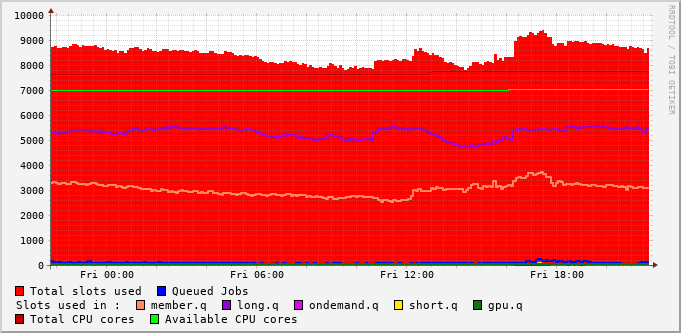 10000
9000
8000
7000
6000
5000
4000
3000
2000
1000
0
Fri 00:00 Fri 06:00 Fri 12:00 Fri 18:00
RRDTOOL / TOBI OETIKER
Total slots used Queued Jobs
Slots used in : member.q long.q ondemand.q short.q gpu.q
Total CPU cores Available CPU cores